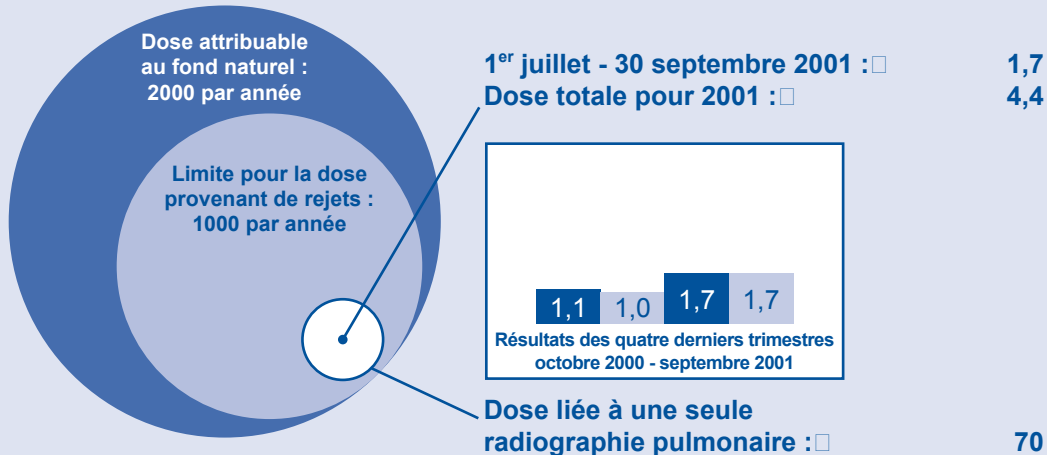 Dose attribuable
au fond naturel :
2000 par année
Limite pour la dose
provenant de rejets :
1000 par année
1er juillet - 30 septembre 2001 :□ 1,7
Dose totale pour 2001 :□ 4,4
1,1 1,0 1,7 1,7
Résultats des quatre derniers trimestres
octobre 2000 - septembre 2001
Dose liée à une seule
radiographie pulmonaire :□ 70